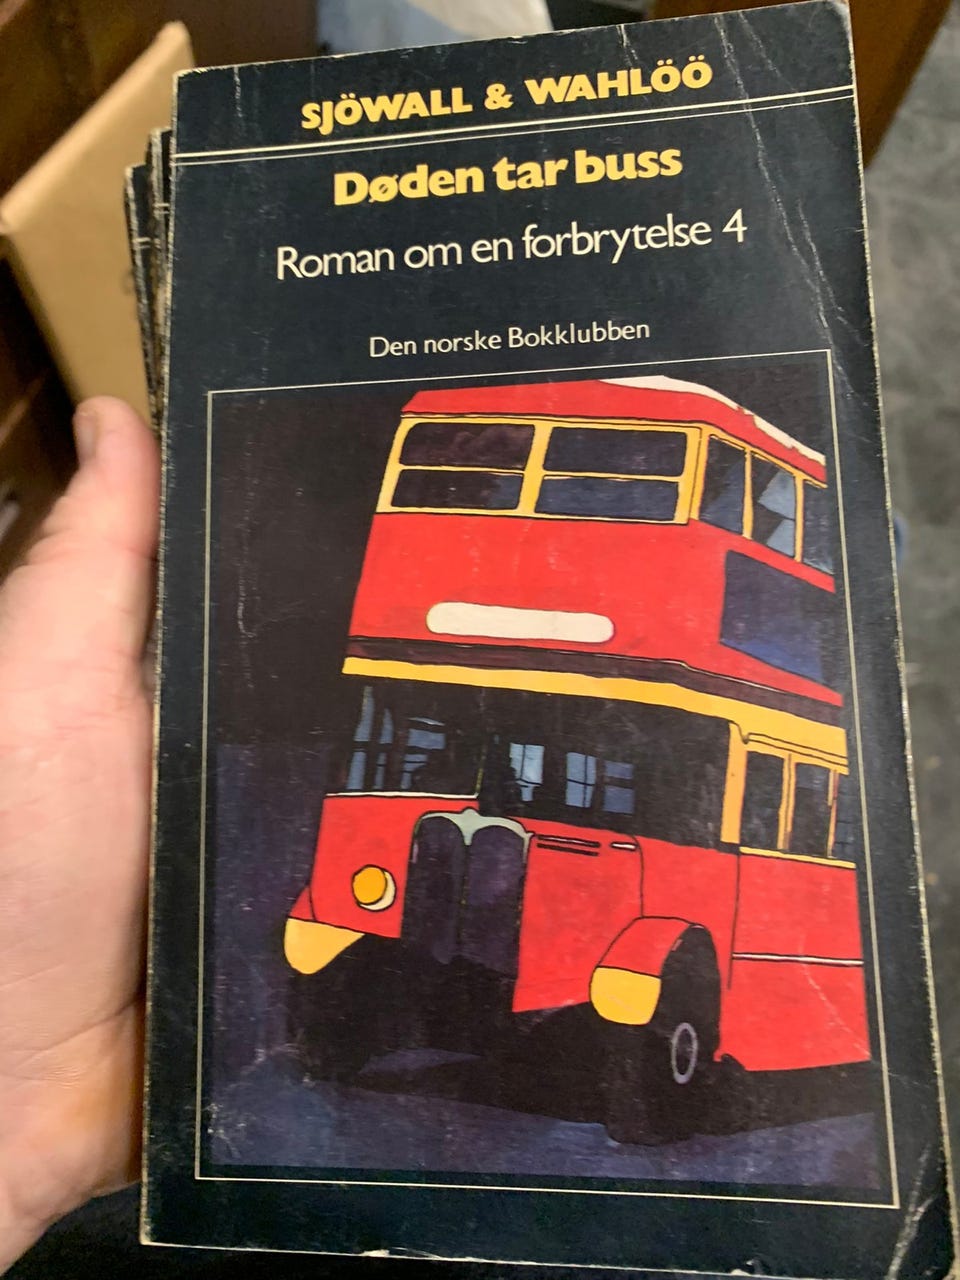 SJÖWALL & WAHLÖÖ
Døden tar buss
Roman om en forbrytelse 4
Den norske Bokklubben